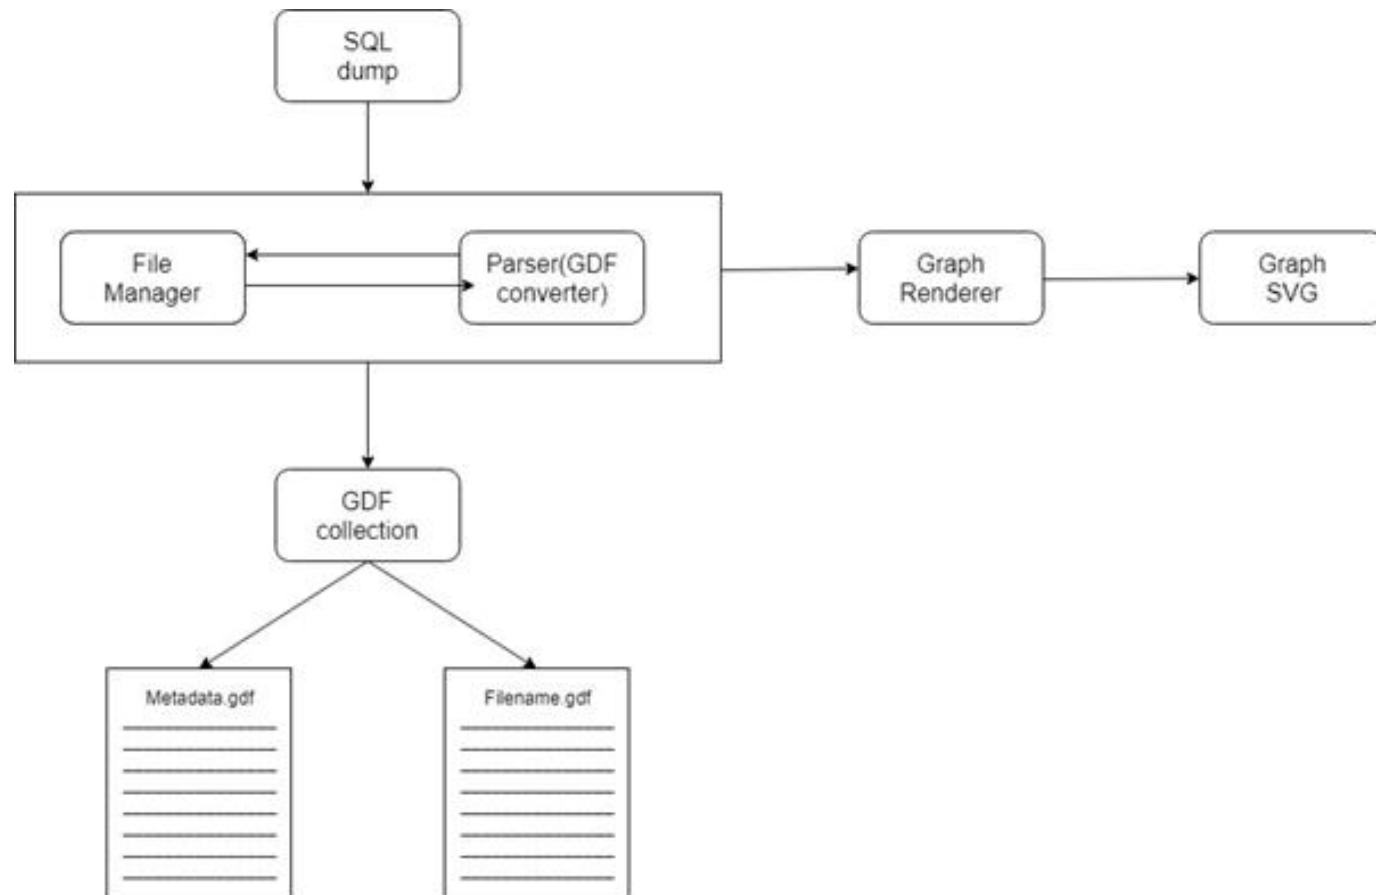 SQL
dump
File
Manager
Parser(GDF
converter)
Graph
Renderer
Graph
SVG
GDF
collection
Metadata.gdf
Filename.gdf